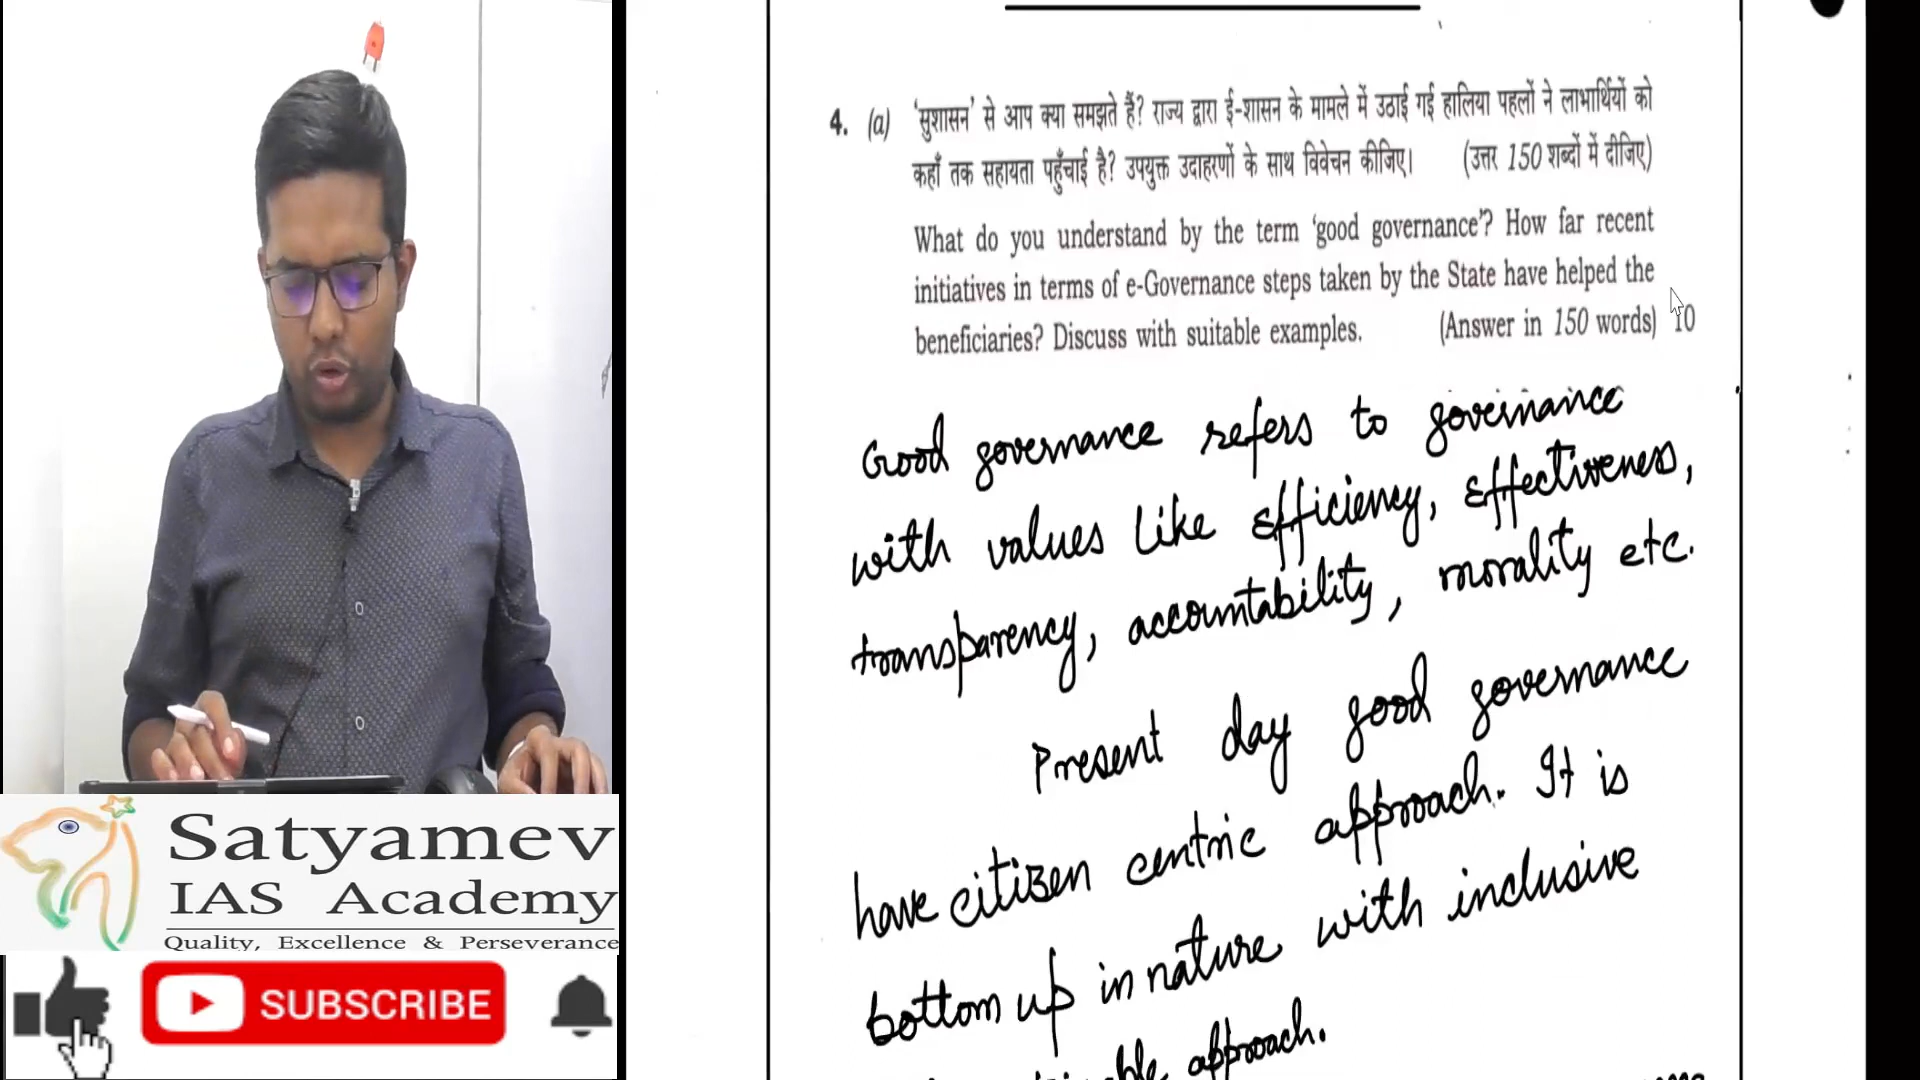 4. (a) 'सुशासन' से आप क्या समझते हैं? राज्य द्वारा ई-शासन के मामले में उठाई गई हालिया पहलों ने लाभार्थियों को
कहाँ तक सहायता पहुँचाई है? उपयुक्त उदाहरणों के साथ विवेचन कीजिए। (उत्तर 150 शब्दों में दीजिए)
What do you understand by the term 'good governance'? How far recent
initiatives in terms of e-Governance steps taken by the State have helped the
beneficiaries? Discuss with suitable examples. (Answer in 150 words) 10
Good governance refers to governance
with values like efficiency, effectiveness,
transparency, accountability, morality etc.
Present day good governance
have citizen centric approach. It is
bottom up in nature with inclusive
approach.
Satyamev
IAS Academy
Quality, Excellence & Perseverance
SUBSCRIBE